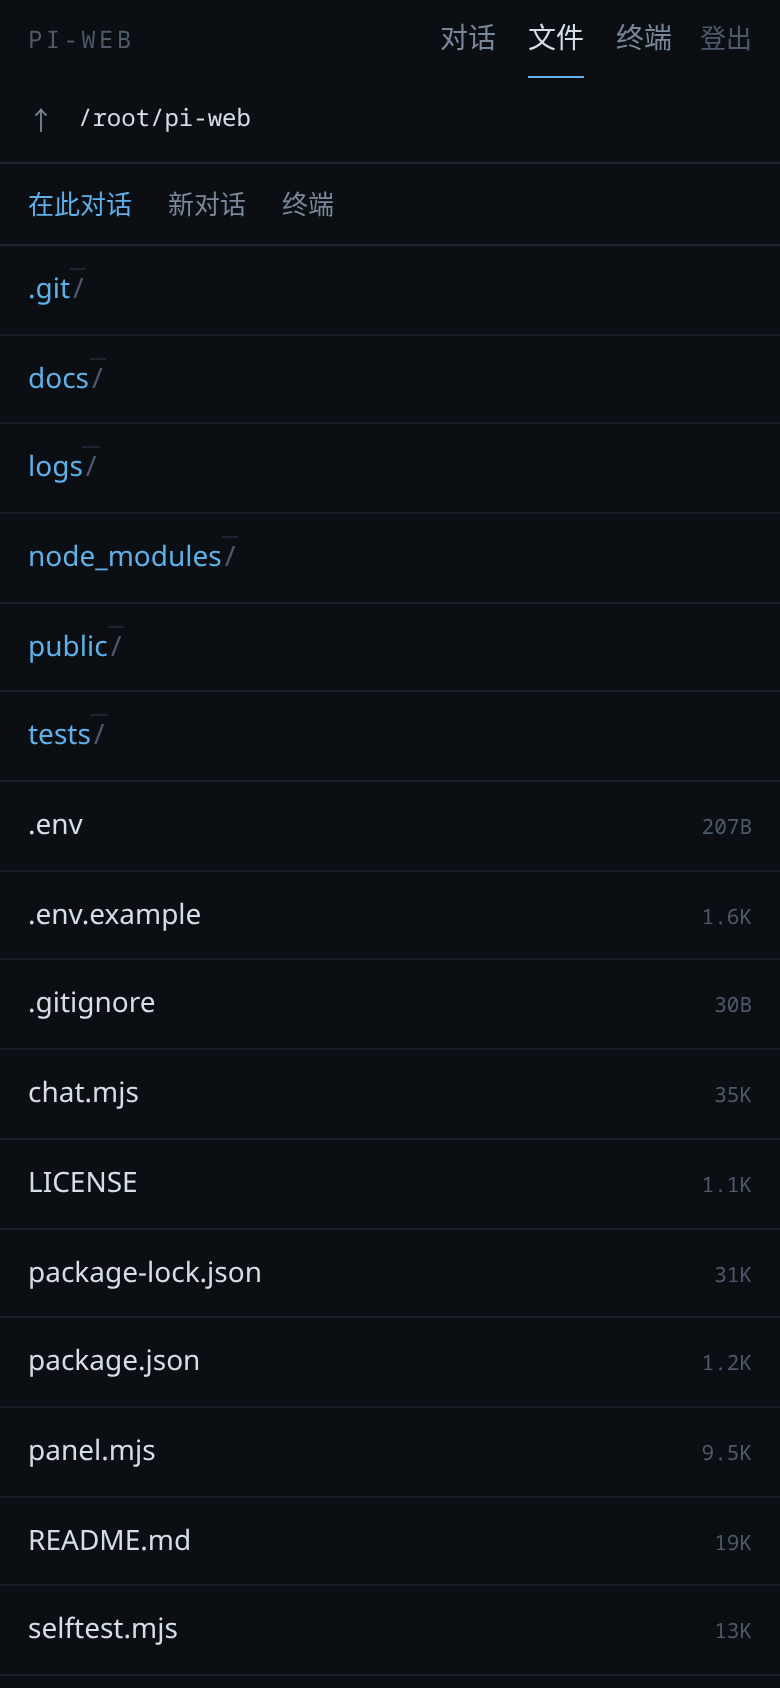 PI-WEB 对话 文件 终端 登出
↑ /root/pi-web
在此对话 新对话 终端
.git/
docs/
logs/
node_modules/
public/
tests/
.env 207B
.env.example 1.6K
.gitignore 30B
chat.mjs 35K
LICENSE 1.1K
package-lock.json 31K
package.json 1.2K
panel.mjs 9.5K
README.md 19K
selftest.mjs 13K